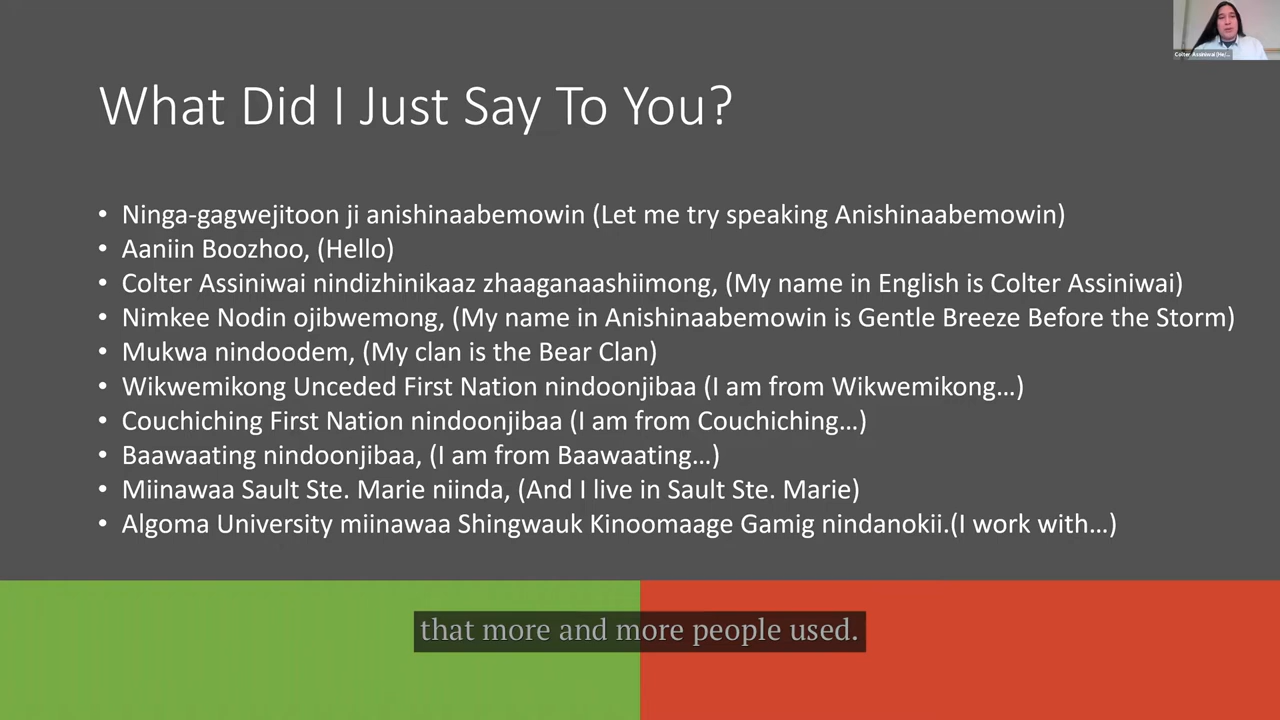 Colter Assiniwai (He/...
What Did I Just Say To You?
• Ninga-gagwejitoon ji anishinaabemowin (Let me try speaking Anishinaabemowin)
• Aaniin Boozhoo, (Hello)
• Colter Assiniwai nindizhinikaaz zhaaganaashiimong, (My name in English is Colter Assiniwai)
• Nimkee Nodin ojibwemong, (My name in Anishinaabemowin is Gentle Breeze Before the Storm)
• Mukwa nindoodem, (My clan is the Bear Clan)
• Wikwemikong Unceded First Nation nindoonjibaa (I am from Wikwemikong…)
• Couchiching First Nation nindoonjibaa (I am from Couchiching…)
• Baawaating nindoonjibaa, (I am from Baawaating…)
• Miinawaa Sault Ste. Marie niinda, (And I live in Sault Ste. Marie)
• Algoma University miinawaa Shingwauk Kinoomaage Gamig nindanokii.(I work with…)
that more and more people used.